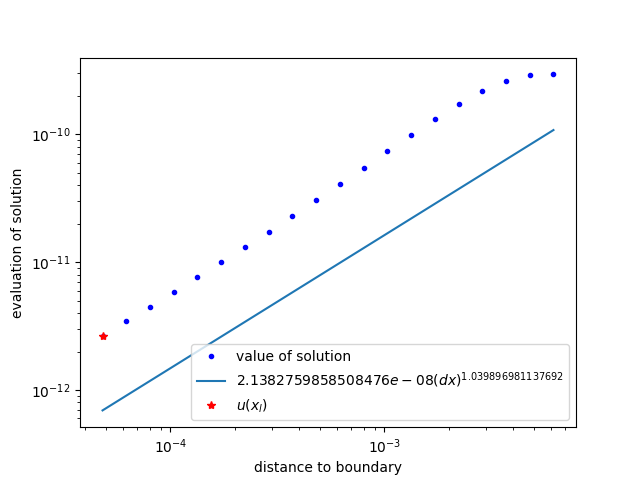 10⁻¹⁰
10⁻¹¹
10⁻¹²
evaluation of solution
value of solution
2.1382759858508476e − 08(dx)¹·⁰³⁹⁸⁹⁶⁹⁸¹¹³⁷⁶⁹²
u(x_I)
10⁻⁴
10⁻³
distance to boundary